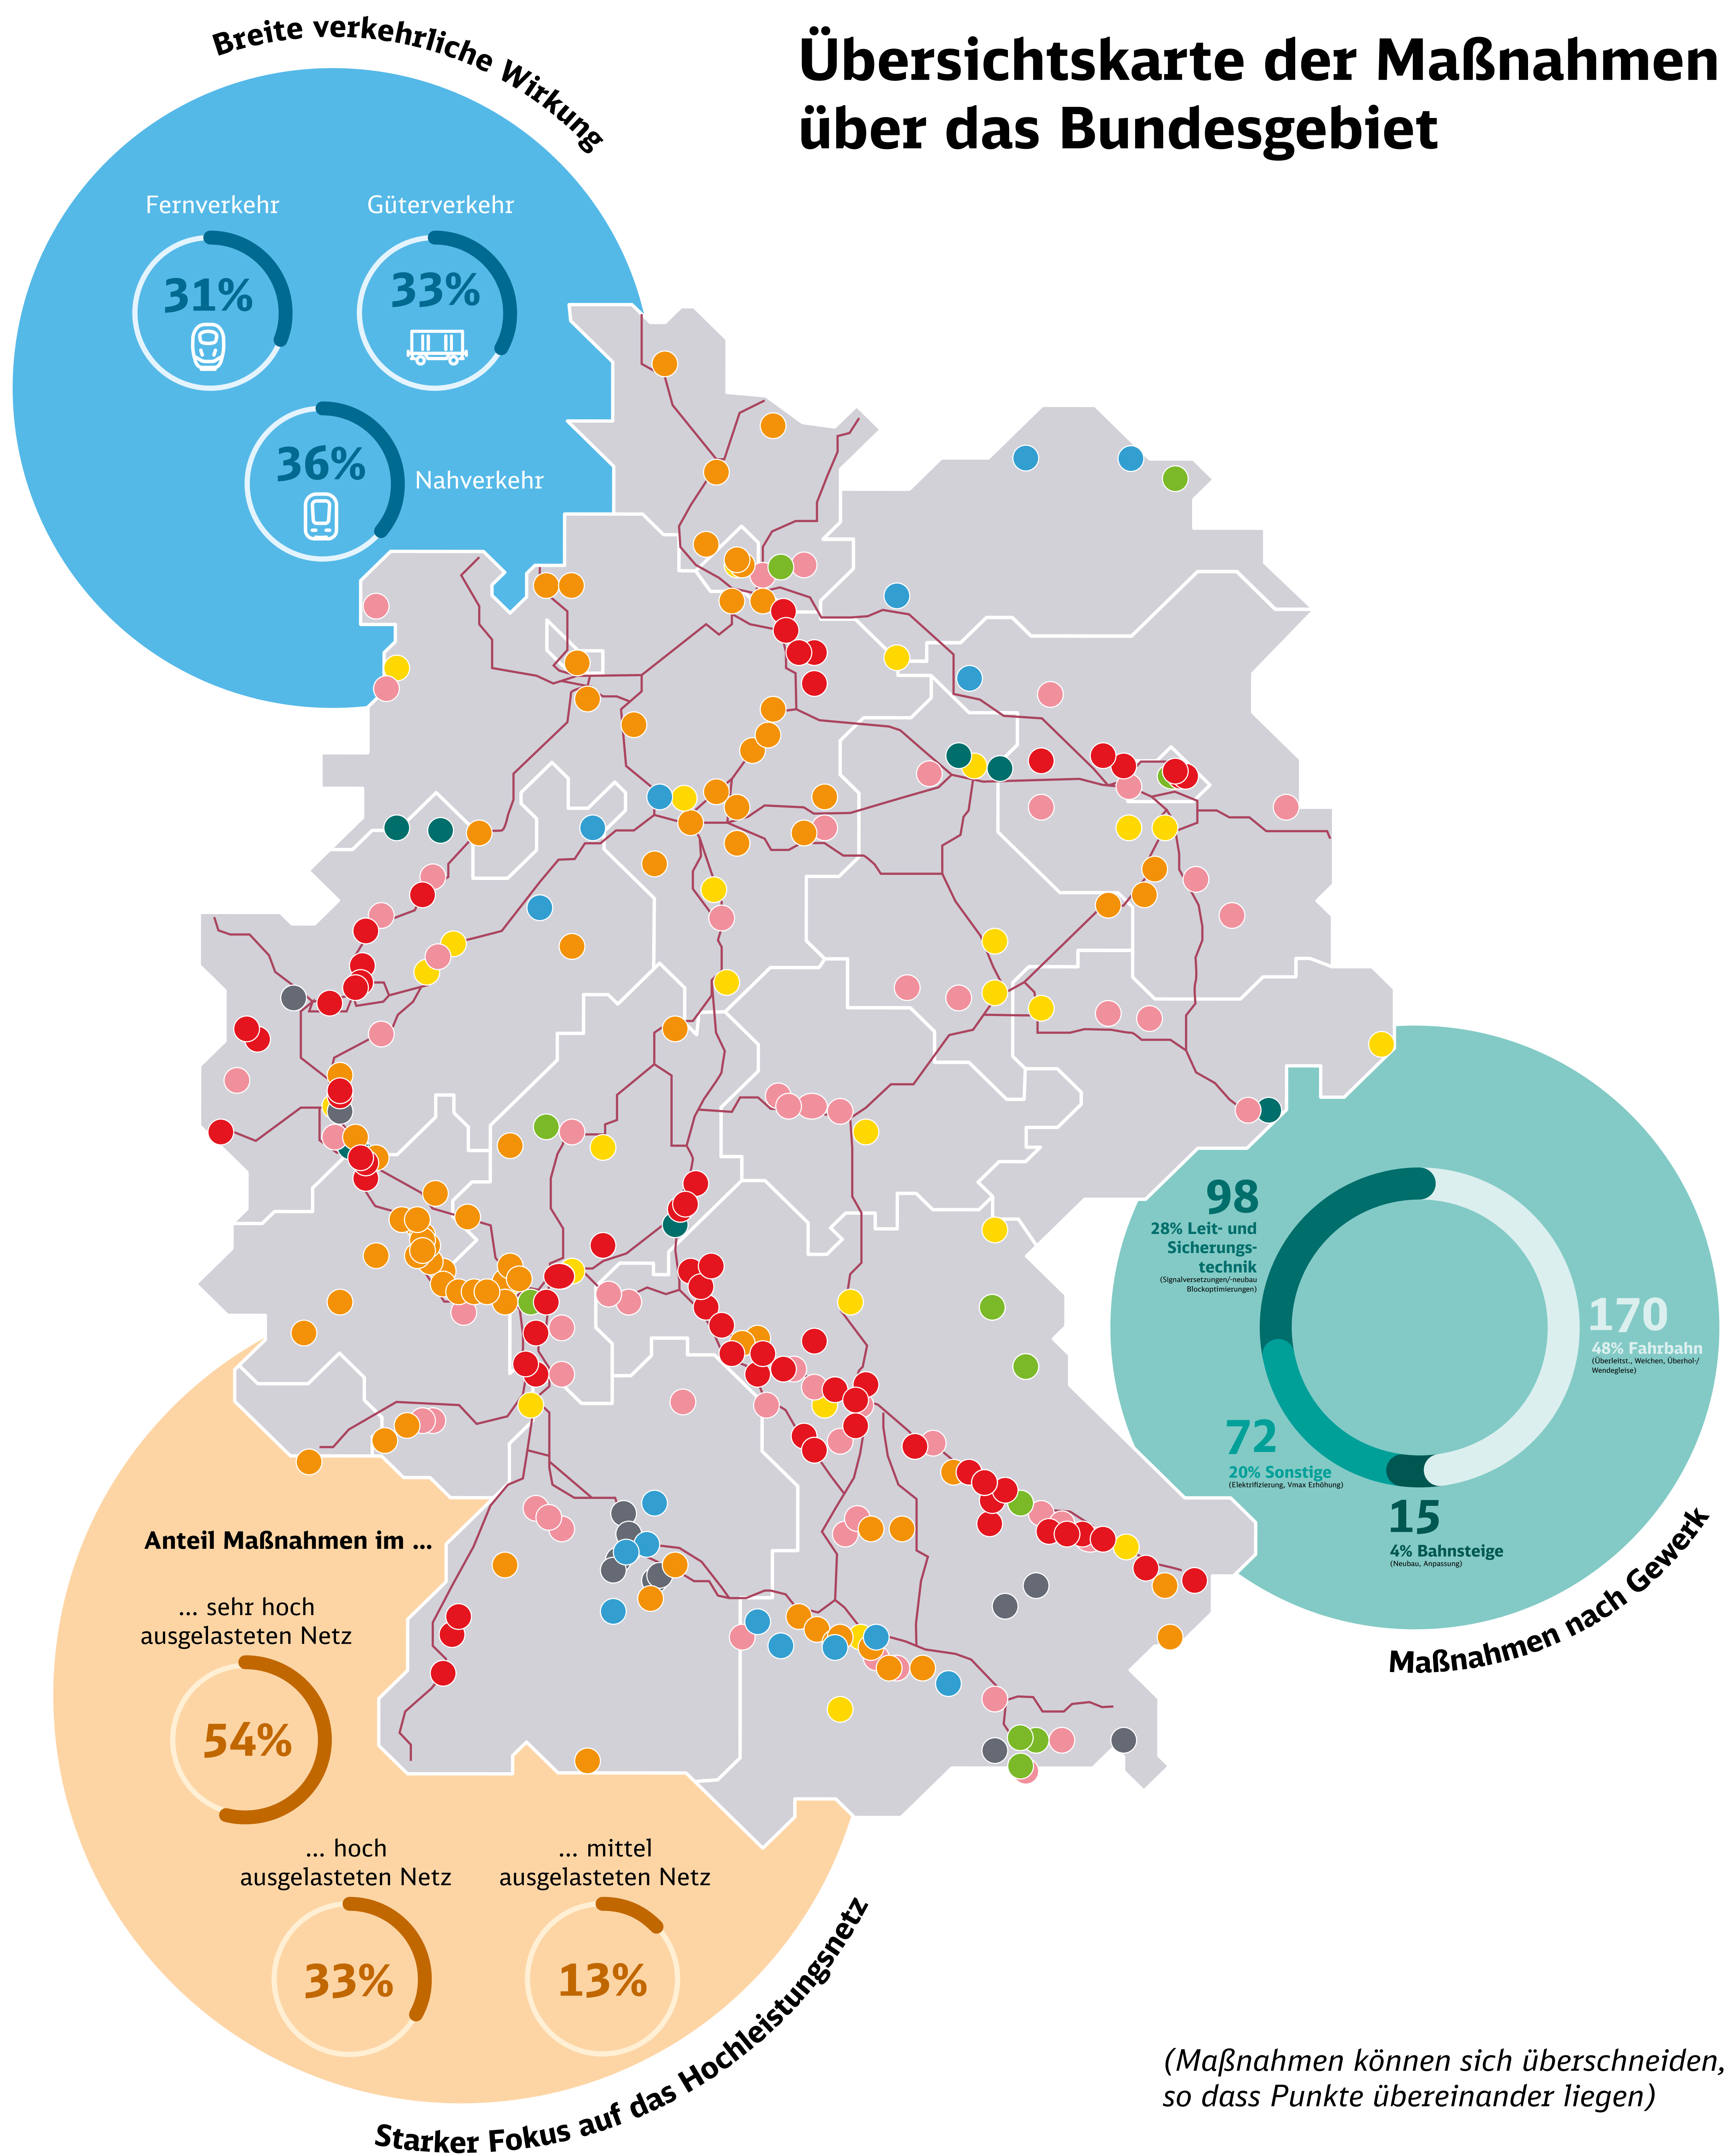 Übersichtskarte der Maßnahmen
über das Bundesgebiet
Breite verkehrliche Wirkung
Fernverkehr
31%
Güterverkehr
33%
36%
Nahverkehr
98
28% Leit- und
Sicherungs-
technik
(Signalversetzungen/-neubau
Blockoptimierungen)
170
48% Fahrbahn
(Überleitst., Weichen, Überhol-/
Wendegleise)
72
20% Sonstige
(Elektrifizierung, Vmax Erhöhung)
15
4% Bahnsteige
(Neubau, Anpassung)
Maßnahmen nach Gewerk
Anteil Maßnahmen im ...
... sehr hoch
ausgelasteten Netz
54%
... hoch
ausgelasteten Netz
33%
... mittel
ausgelasteten Netz
13%
Starker Fokus auf das Hochleistungsnetz
(Maßnahmen können sich überschneiden,
so dass Punkte übereinander liegen)